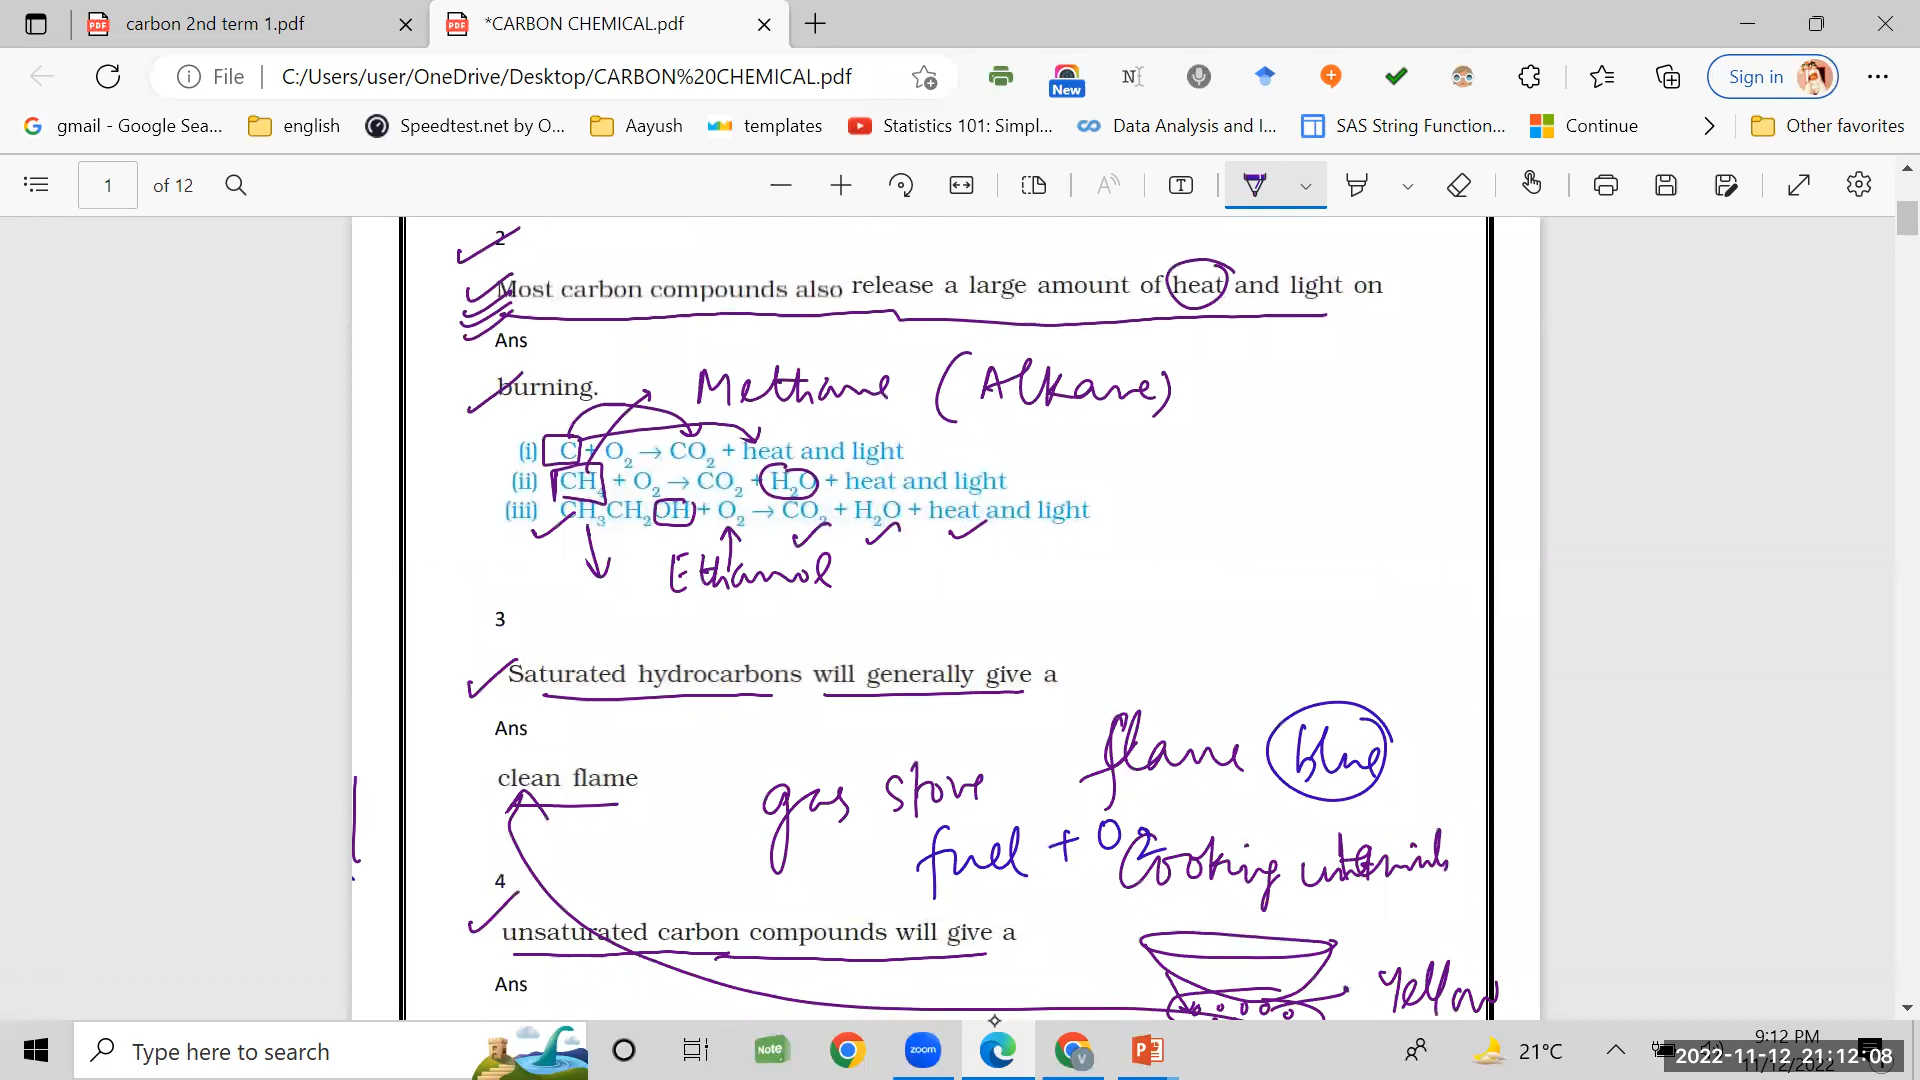 carbon 2nd term 1.pdf
*CARBON CHEMICAL.pdf
File
C:/Users/user/OneDrive/Desktop/CARBON%20CHEMICAL.pdf
New
Sign in
gmail - Google Sea...
english
Speedtest.net by O...
Aayush
templates
Statistics 101: Simpl...
Data Analysis and I...
SAS String Function...
Continue
Other favorites
1 of 12
2
Most carbon compounds also release a large amount of heat and light on
Ans
burning.
Methane (Alkane)
(i) C + O2 → CO2 + heat and light
(ii) CH4 + O2 → CO2 + H2O + heat and light
(iii) CH3CH2OH + O2 → CO2 + H2O + heat and light
Ethanol
3
Saturated hydrocarbons will generally give a
Ans
flame blue
clean flame
gas stove
fuel + O2
Cooking
4
unsaturated carbon compounds will give a
Ans
Yellow
Type here to search
Note
zoom
21°C
9:12 PM
11/12/2022
2022-11-12 21:12:08